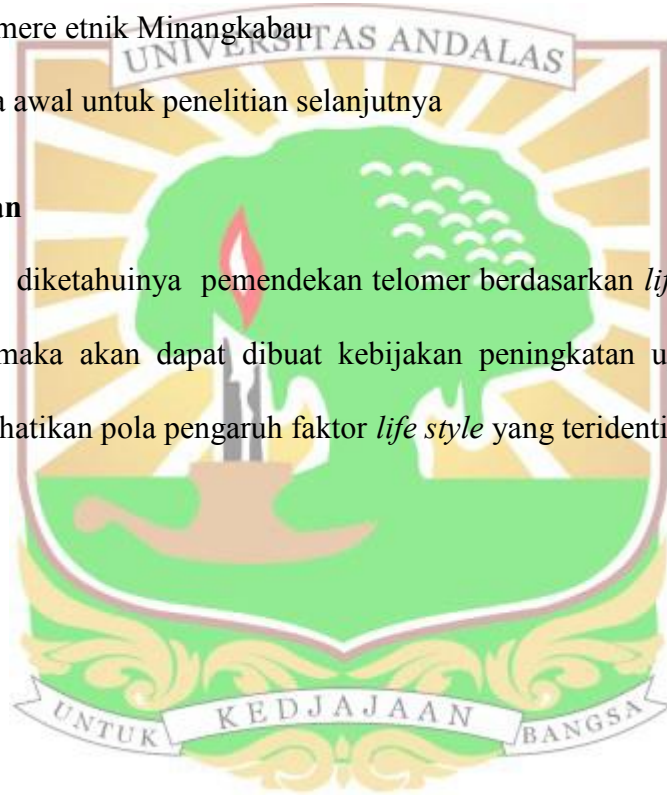 mere etnik Minangkabau
UNIVERSITAS ANDALAS
awal untuk penelitian selanjutnya
an
diketahuinya pemendekan telomer berdasarkan
maka akan dapat dibuat kebijakan peningkatan
hatikan pola pengaruh faktor life style yang teridenti
UNTUK KEDJAJAAN BANGSA